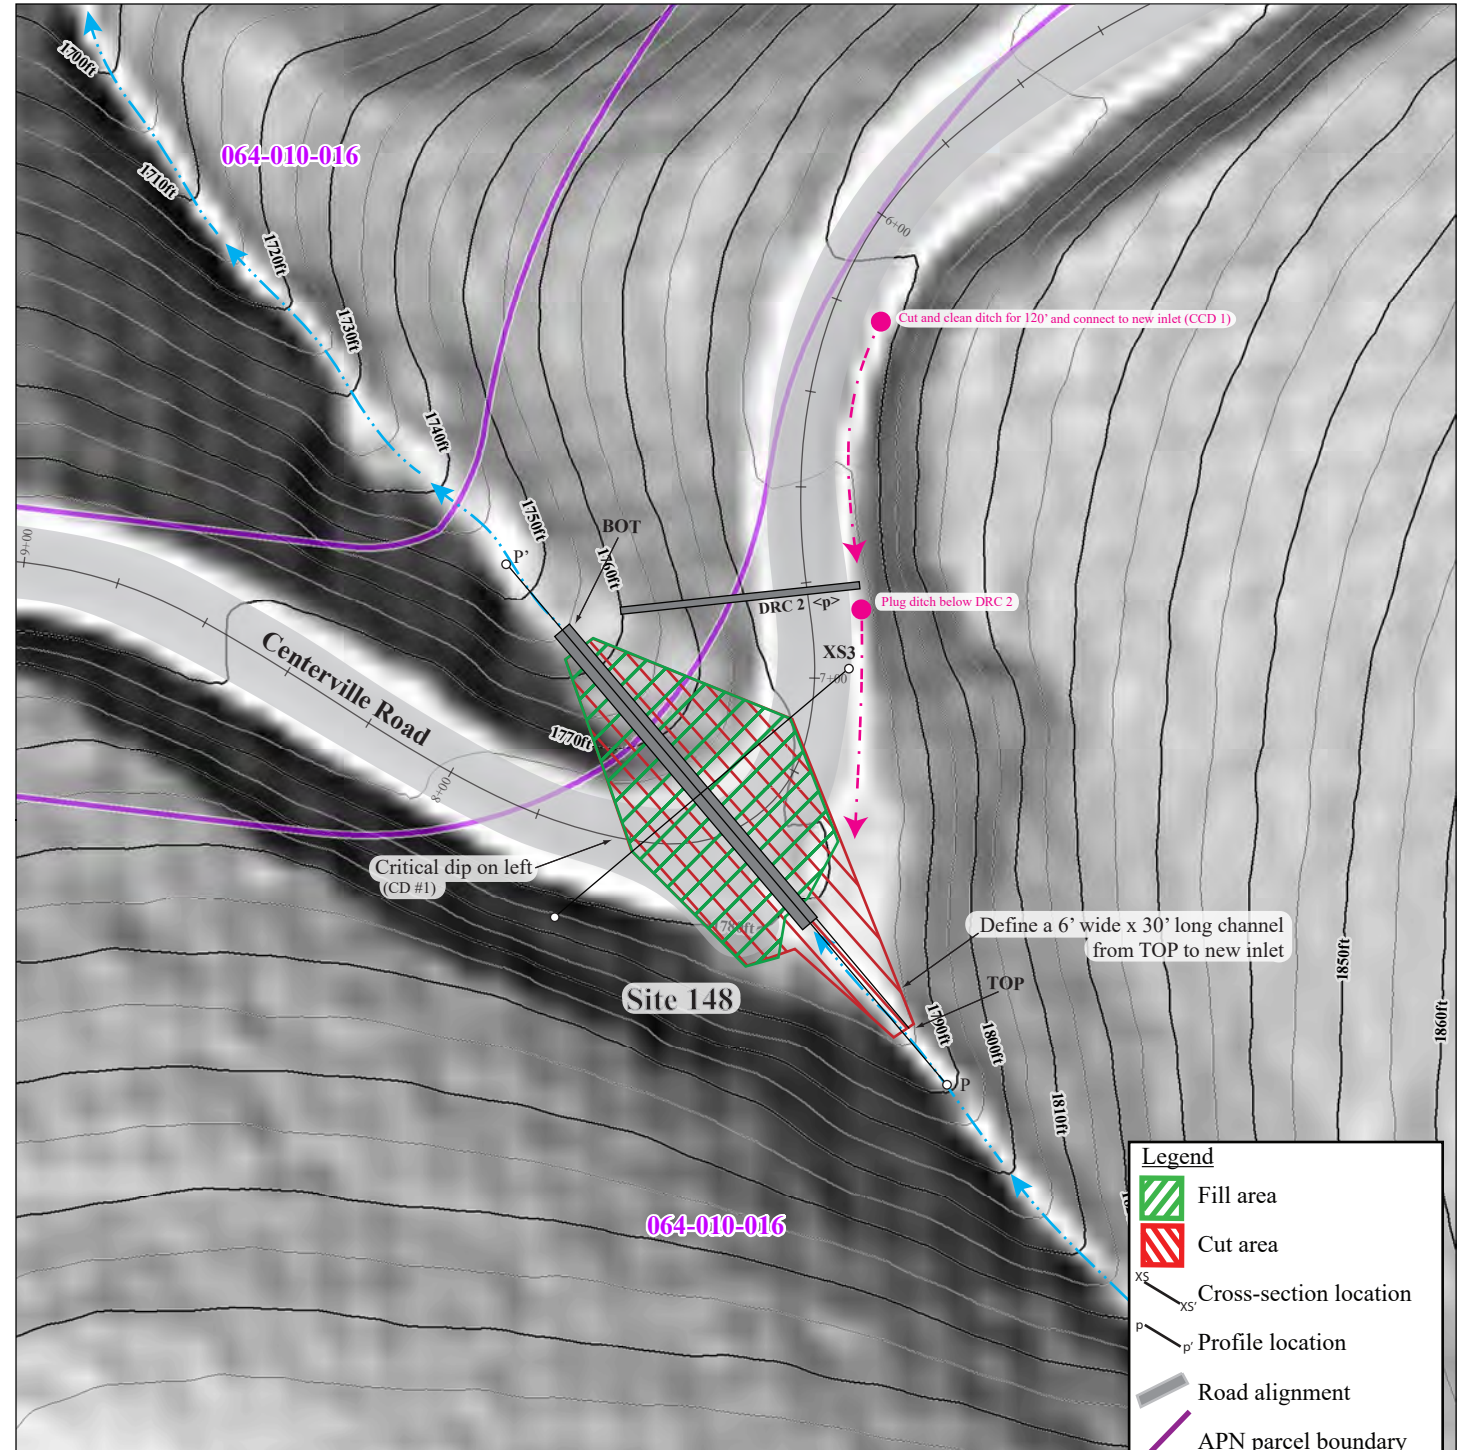 1700ft
064-010-016
1710ft
6+00
1720ft
Cut and clean ditch for 120' and connect to new inlet (CCD 1)
1730ft
1740ft
1750ft
BOT
9+00
P'
1760ft
DRC 2 <p>
Plug ditch below DRC 2
XS3
7+00
Centerville Road
1770ft
8+00
Critical dip on left
(CD #1)
Define a 6' wide x 30' long channel
from TOP to new inlet
1850ft
Site 148
TOP
1790ft
1800ft
1860ft
P
1810ft
064-010-016
Legend
Fill area
Cut area
XS
XS'
Cross-section location
P
P'
Profile location
Road alignment
APN parcel boundary